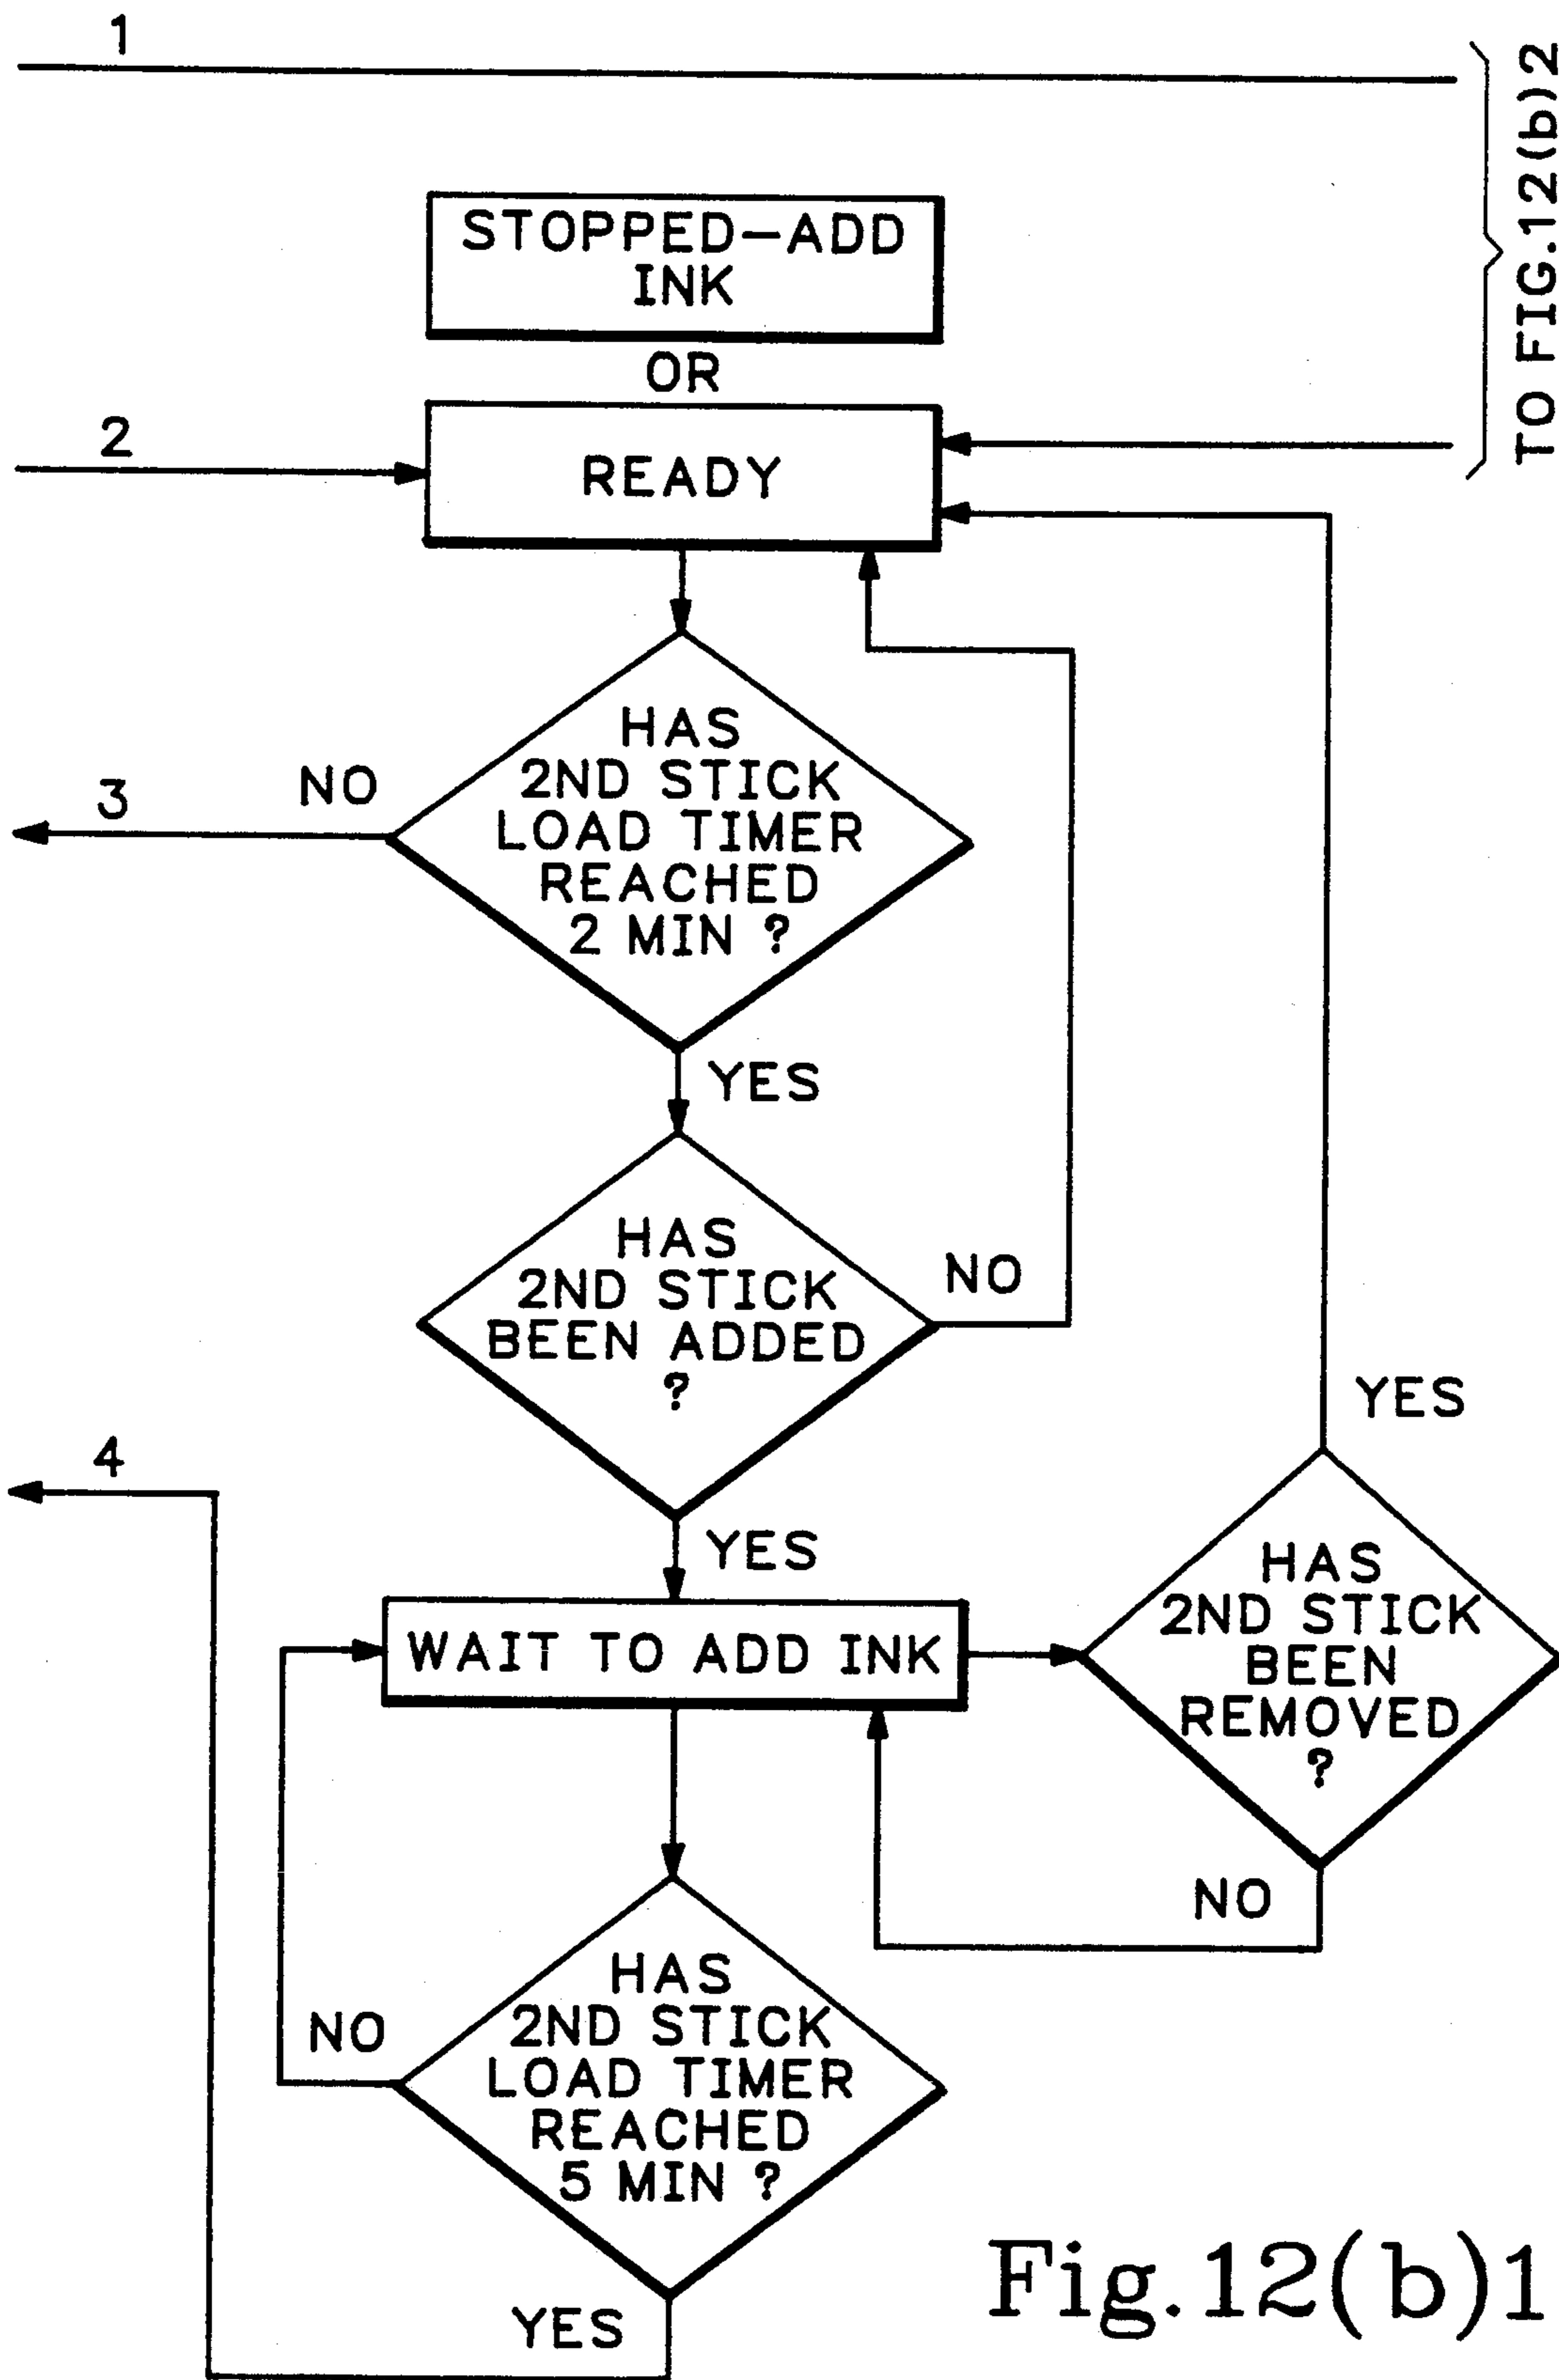 1
TO FIG.12(b)2
STOPPED-ADD
INK
OR
2
READY
HAS
2ND STICK
LOAD TIMER
REACHED
2 MIN ?
NO
3
YES
HAS
2ND STICK
BEEN ADDED
?
NO
YES
4
YES
WAIT TO ADD INK
HAS
2ND STICK
BEEN
REMOVED
?
NO
HAS
2ND STICK
LOAD TIMER
REACHED
5 MIN ?
NO
YES
Fig.12(b)1